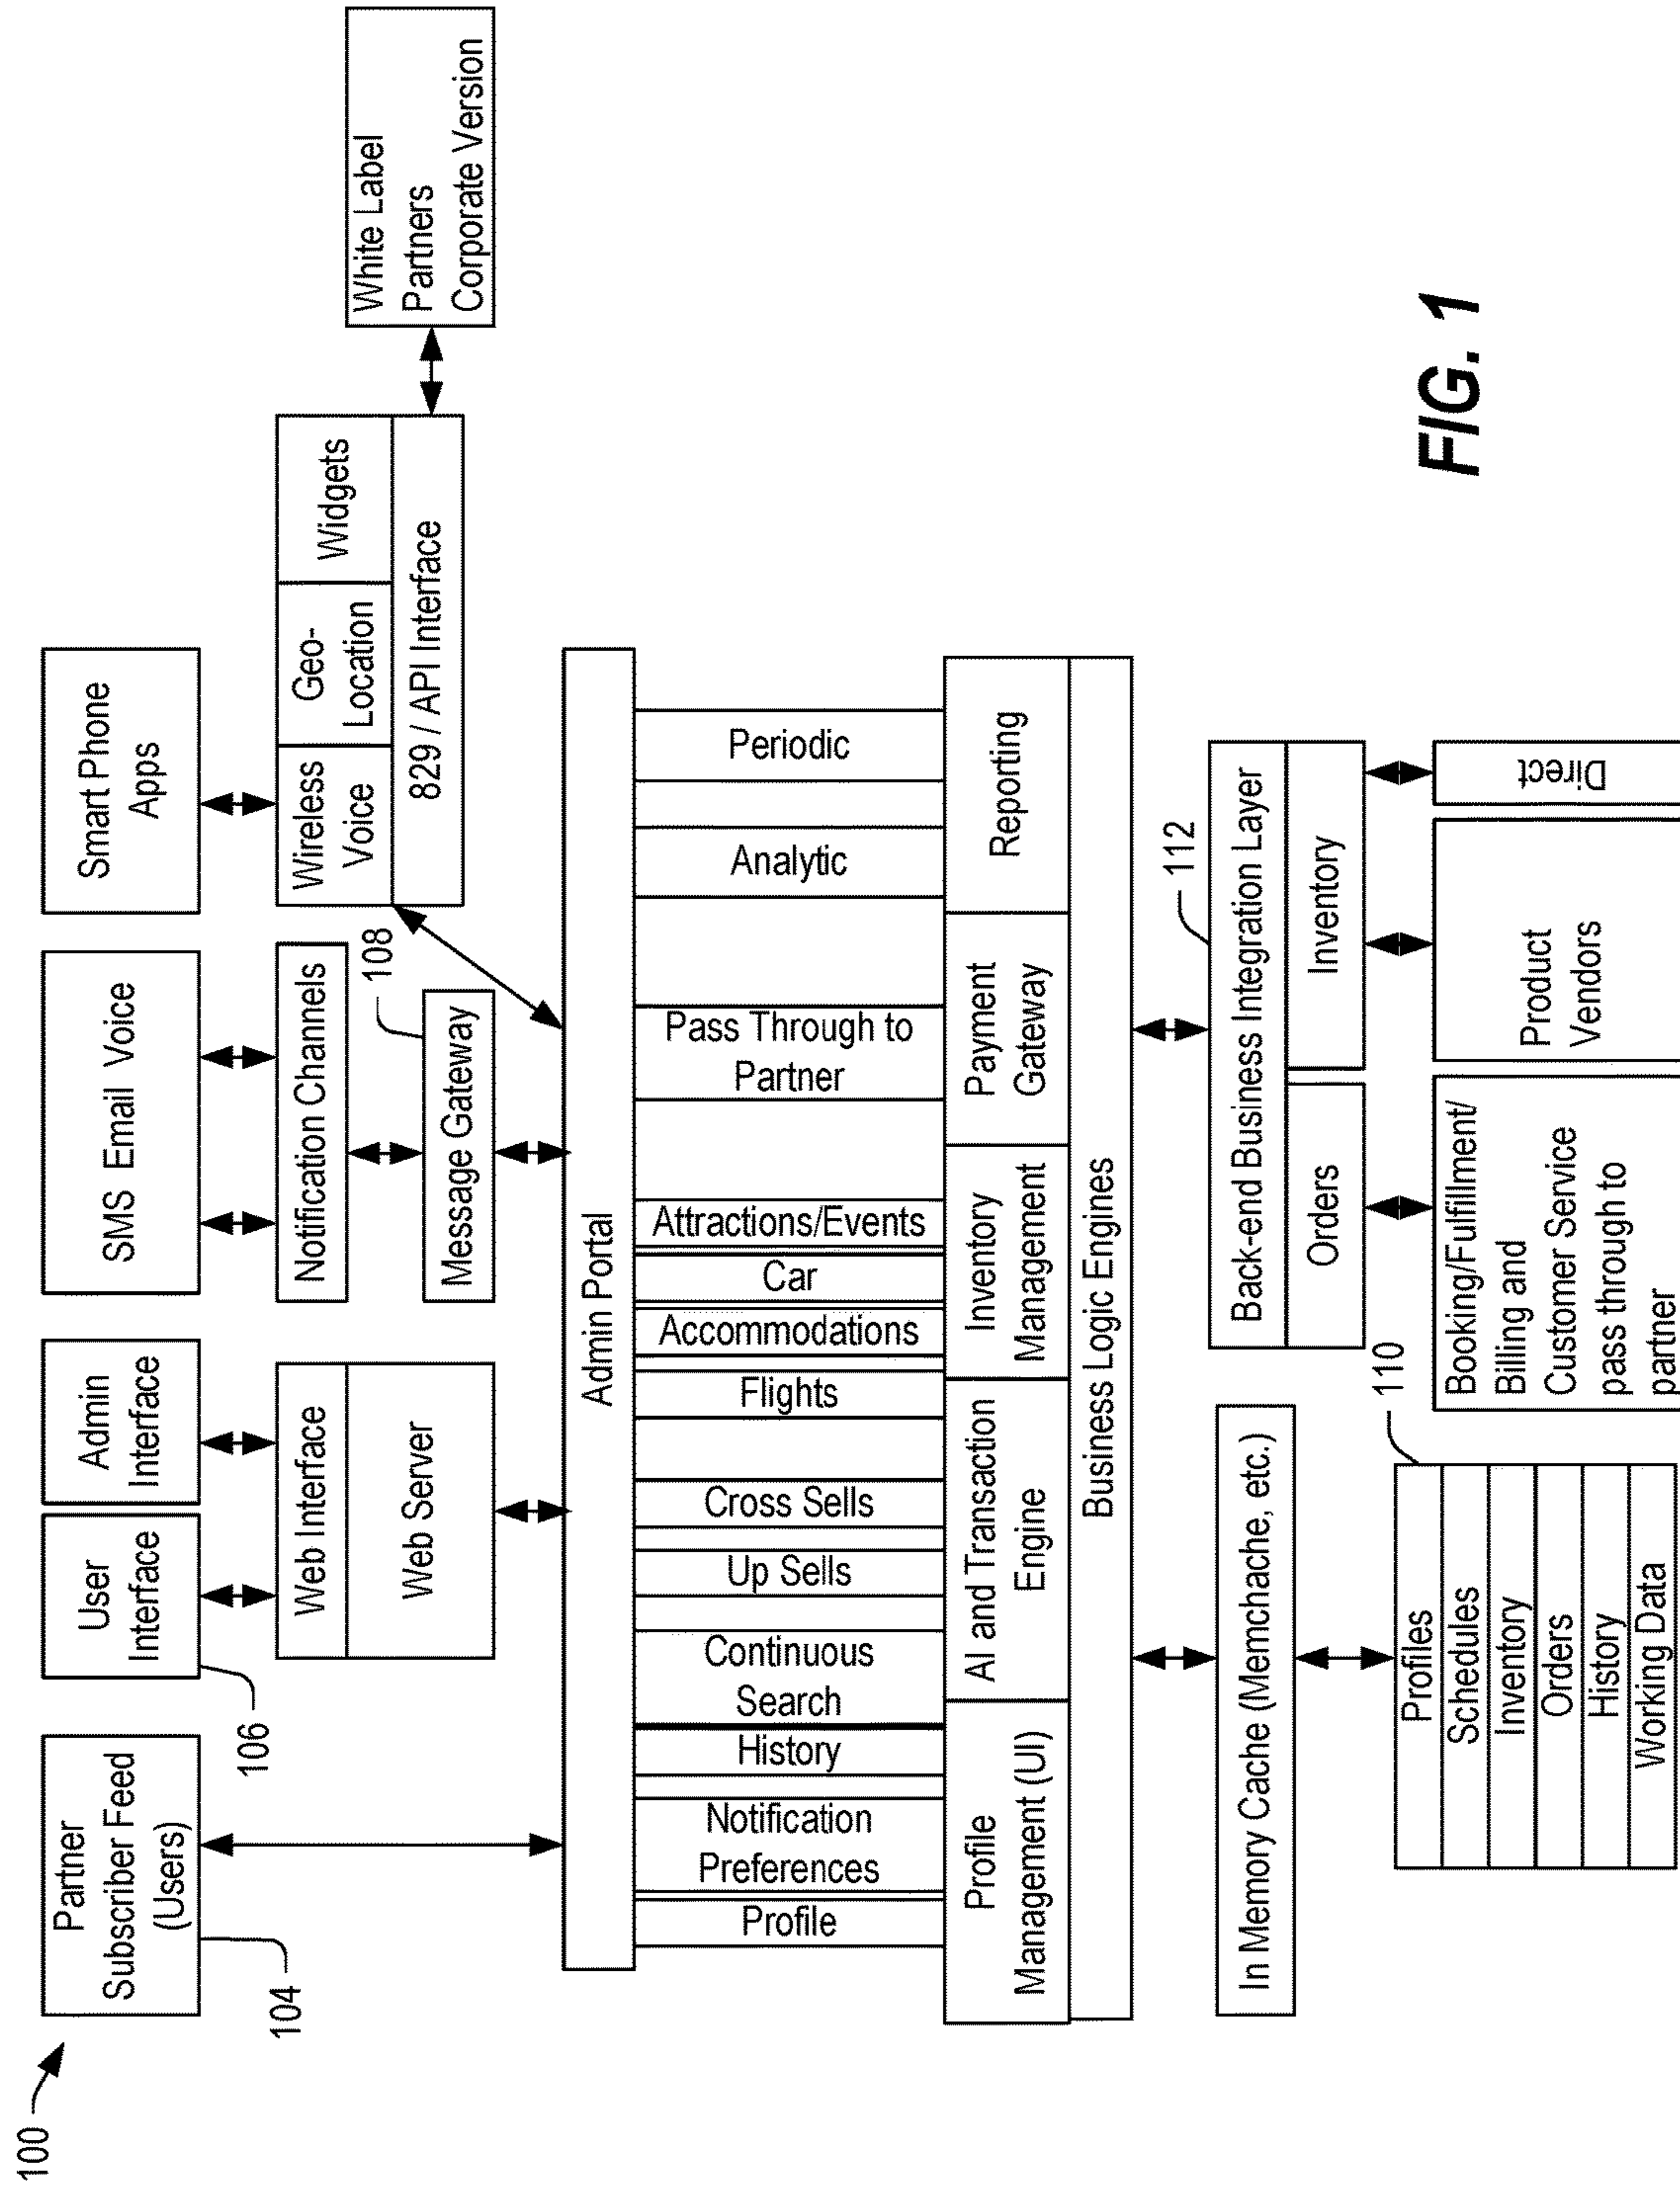 100
Partner
Subscriber Feed
(Users)
104
User
Interface
106
Admin
Interface
SMS Email Voice
Smart Phone
Apps
Web Interface
Web Server
Notification Channels
Message Gateway
108
Wireless
Voice
Geo-
Location
Widgets
829 / API Interface
White Label
Partners
Corporate Version
Admin Portal
Profile
Notification
Preferences
History
Continuous
Search
Up Sells
Cross Sells
Flights
Accommodations
Car
Attractions/Events
Pass Through to
Partner
Analytic
Periodic
Profile
Management (UI)
AI and Transaction
Engine
Inventory
Management
Payment
Gateway
Reporting
Business Logic Engines
In Memory Cache (Memchache, etc.)
110
Profiles
Schedules
Inventory
Orders
History
Working Data
112
Back-end Business Integration Layer
Orders
Inventory
Booking/Fulfillment/
Billing and
Customer Service
pass through to
partner
Product
Vendors
Direct
FIG. 1